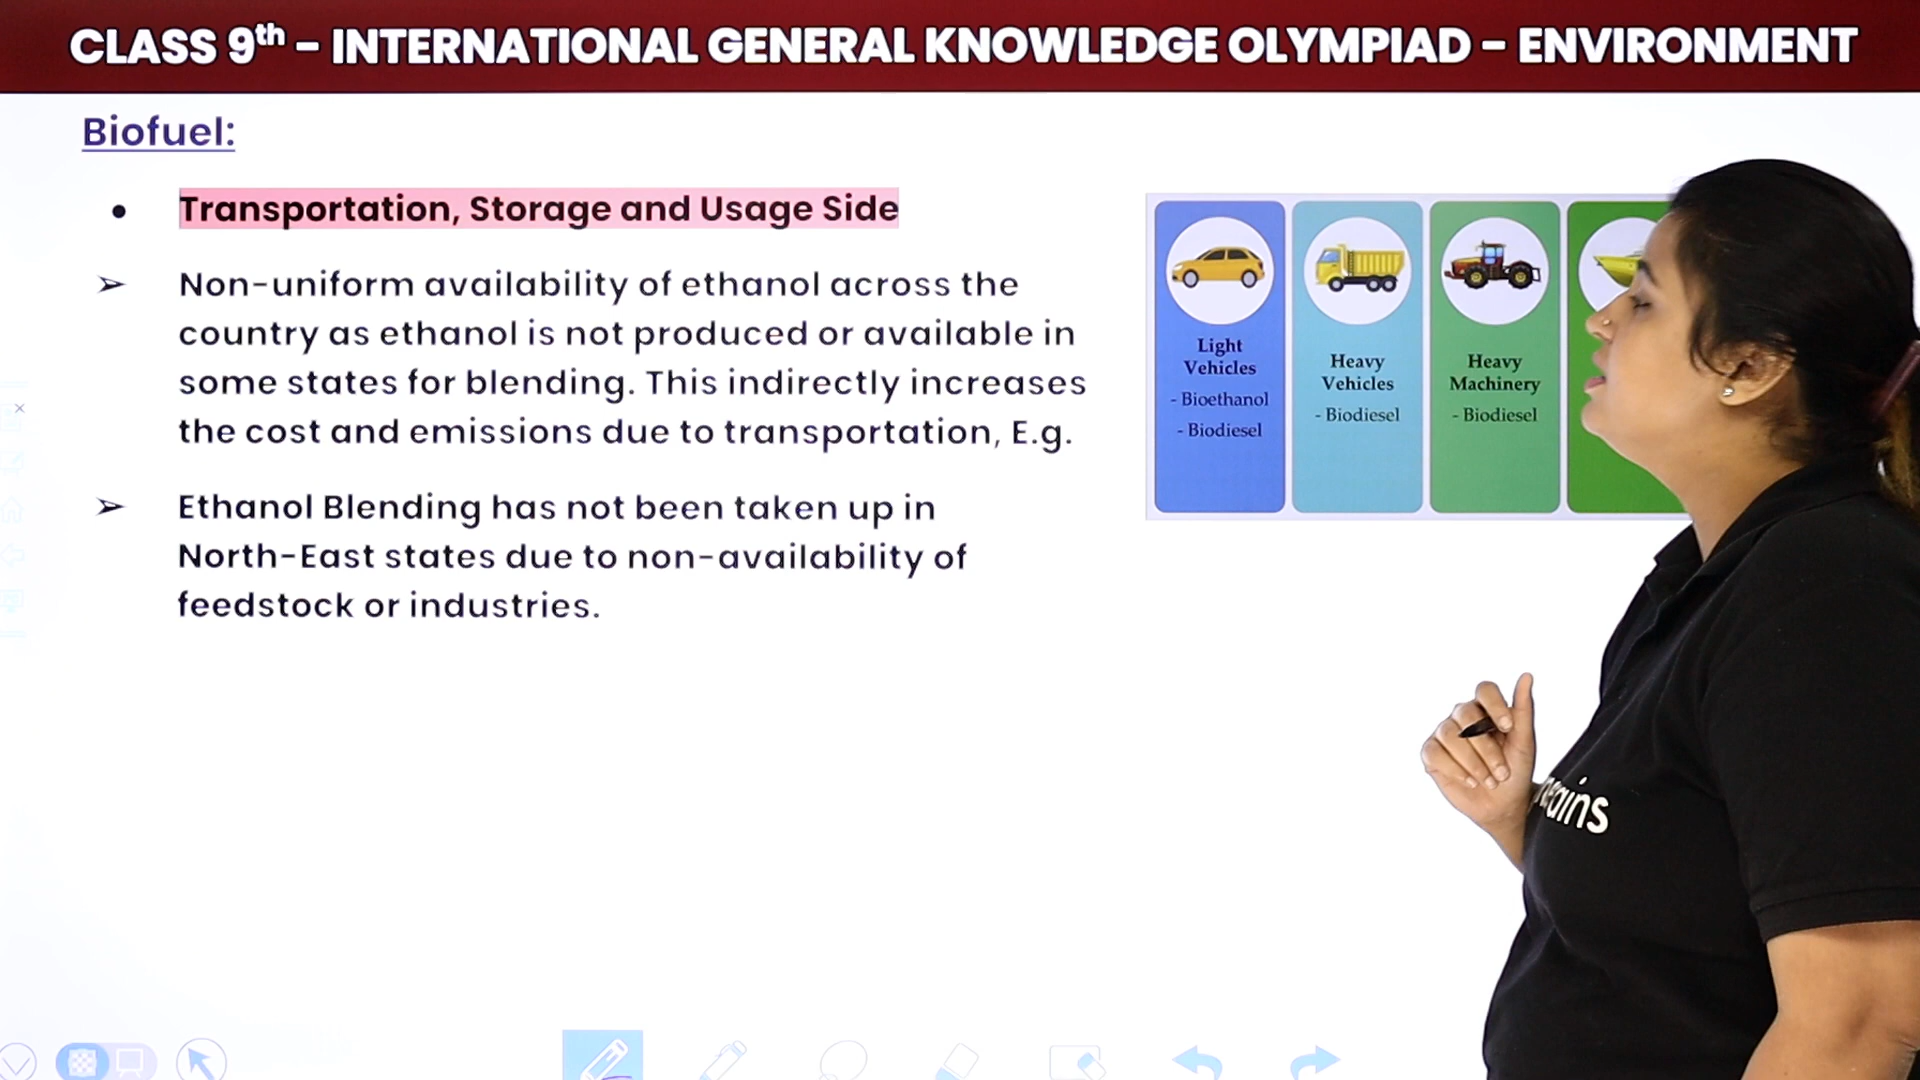 CLASS 9th - INTERNATIONAL GENERAL KNOWLEDGE OLYMPIAD - ENVIRONMENT
Biofuel:
• Transportation, Storage and Usage Side
➢ Non-uniform availability of ethanol across the
country as ethanol is not produced or available in
some states for blending. This indirectly increases
the cost and emissions due to transportation, E.g.
➢ Ethanol Blending has not been taken up in
North-East states due to non-availability of
feedstock or industries.
Light
Vehicles
- Bioethanol
- Biodiesel
Heavy
Vehicles
- Biodiesel
Heavy
Machinery
- Biodiesel